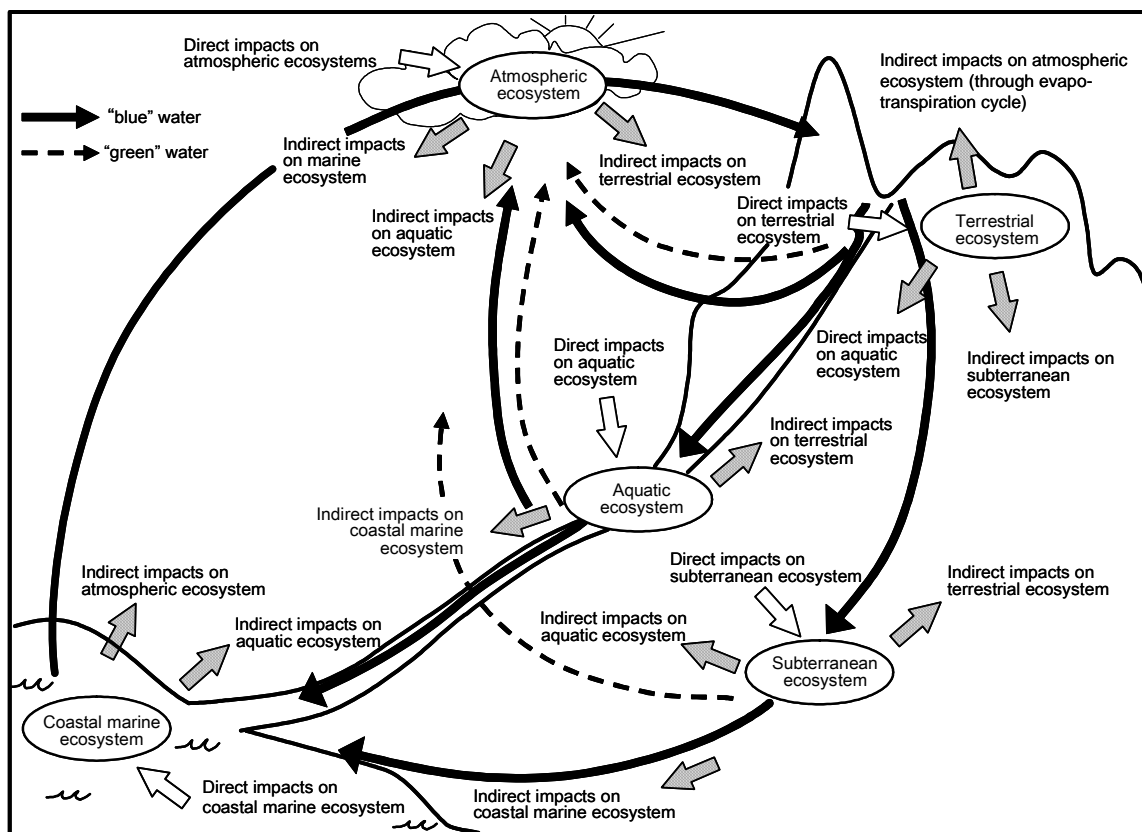 Direct impacts on
atmospheric ecosystems
Atmospheric
ecosystem
Indirect impacts on atmospheric
ecosystem (through evapo-
transpiration cycle)
“blue” water
“green” water
Indirect impacts
on marine
ecosystem
Indirect impacts on
terrestrial ecosystem
Indirect impacts
on aquatic
ecosystem
Direct impacts
on terrestrial
ecosystem
Terrestrial
ecosystem
Direct impacts
on aquatic
ecosystem
Direct impacts
on aquatic
ecosystem
Indirect impacts on
subterranean
ecosystem
Indirect impacts
on terrestrial
ecosystem
Aquatic
ecosystem
Indirect impacts on
coastal marine
ecosystem
Direct impacts on
subterranean ecosystem
Indirect impacts on
terrestrial ecosystem
Indirect impacts on
atmospheric ecosystem
Indirect impacts
on aquatic ecosystem
Indirect impacts
on aquatic ecosystem
Subterranean
ecosystem
Coastal marine
ecosystem
Direct impacts on
coastal marine ecosystem
Indirect impacts on
coastal marine ecosystem